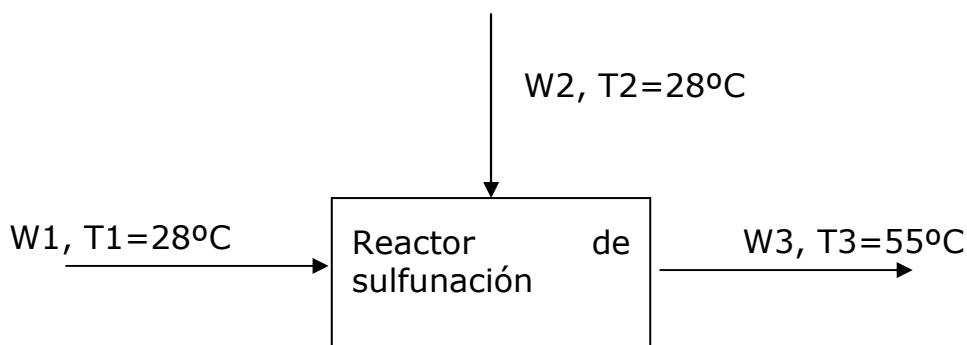 W2, T2=28ºC
W1, T1=28ºC
Reactor de
sulfunación
W3, T3=55ºC